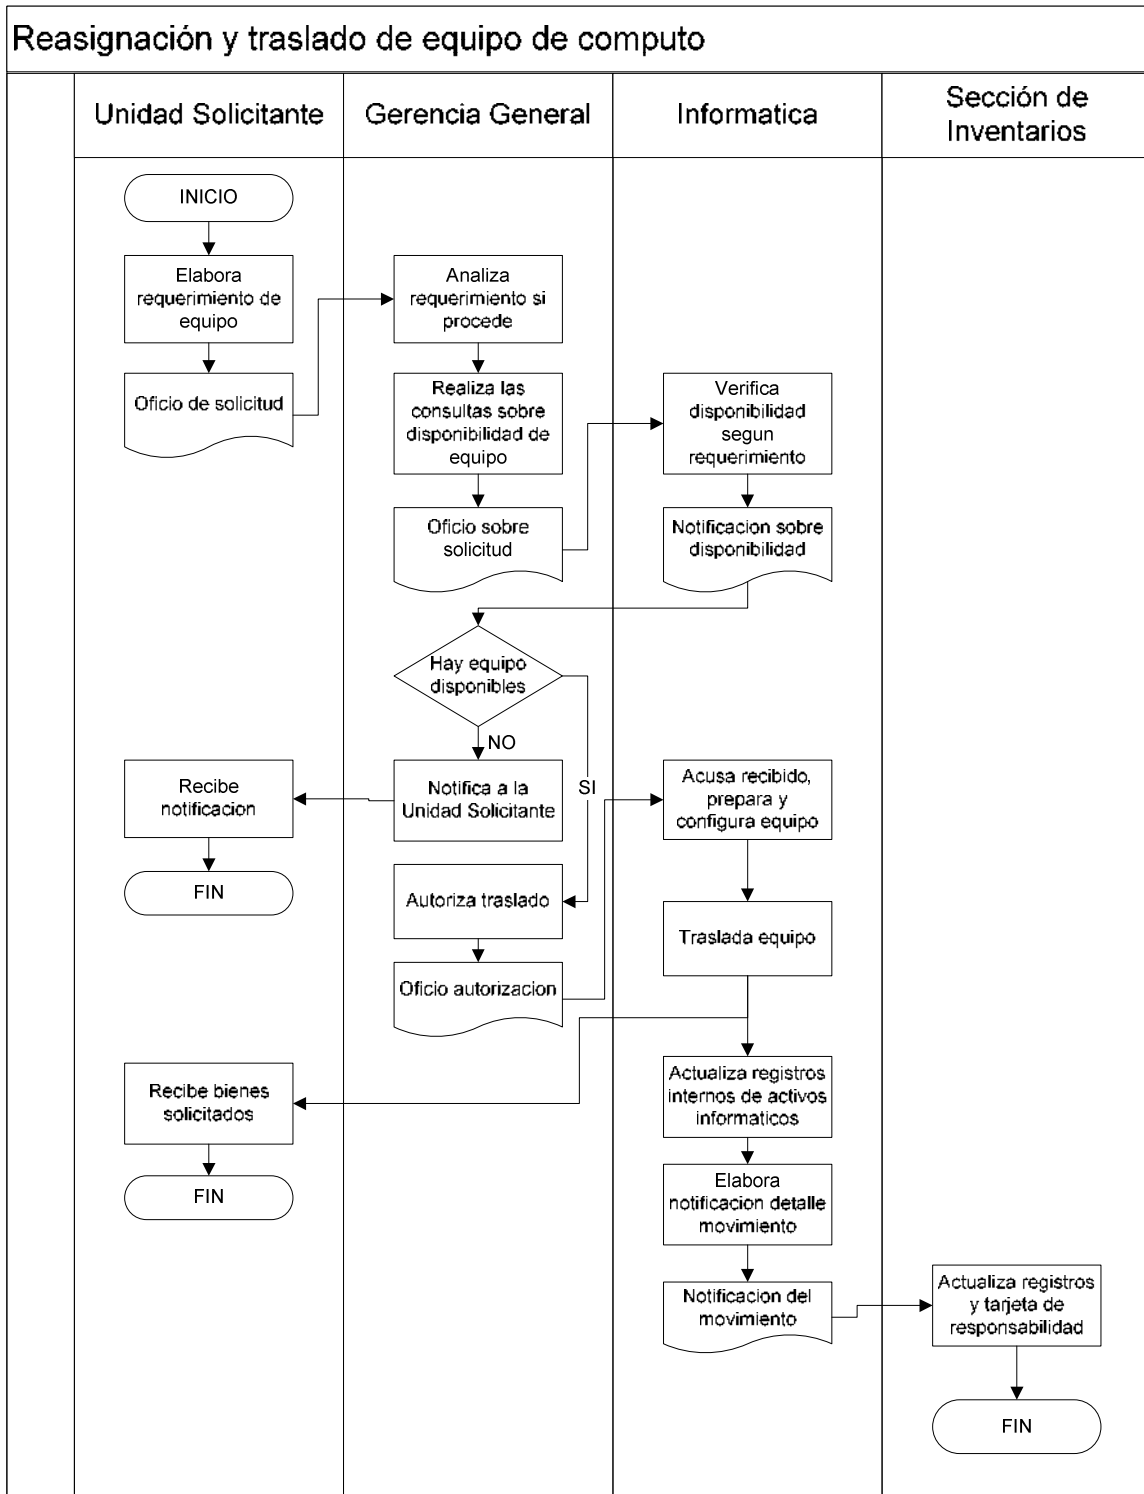 Reasignación y traslado de equipo de computo
Unidad Solicitante
Gerencia General
Informatica
Sección de
Inventarios
INICIO
Elabora
requerimiento de
equipo
Analiza
requerimiento si
procede
Oficio de solicitud
Realiza las
consultas sobre
disponibilidad de
equipo
Verifica
disponibilidad
segun
requerimiento
Oficio sobre
solicitud
Notificacion sobre
disponibilidad
Hay equipo
disponibles
NO
SI
Recibe
notificacion
Notifica a la
Unidad Solicitante
Acusa recibido,
prepara y
configura equipo
FIN
Autoriza traslado
Traslada equipo
Oficio autorizacion
Recibe bienes
solicitados
Actualiza registros
internos de activos
informaticos
FIN
Elabora
notificacion detalle
movimiento
Notificacion del
movimiento
Actualiza registros
y tarjeta de
responsabilidad
FIN